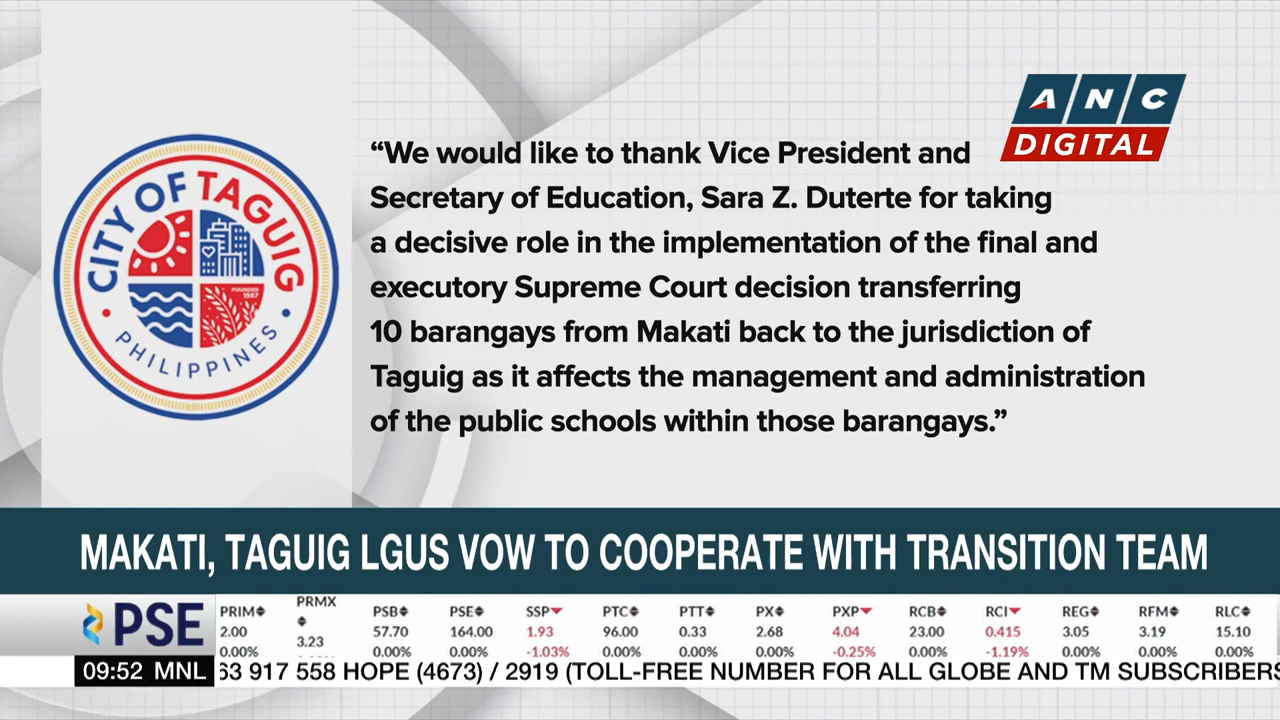 ANC
DIGITAL
CITY OF TAGUIG
FOUNDED
1587
PHILIPPINES
“We would like to thank Vice President and
Secretary of Education, Sara Z. Duterte for taking
a decisive role in the implementation of the final and
executory Supreme Court decision transferring
10 barangays from Makati back to the jurisdiction of
Taguig as it affects the management and administration
of the public schools within those barangays.”
MAKATI, TAGUIG LGUS VOW TO COOPERATE WITH TRANSITION TEAM
PSE
PRIM PRMX PSB PSE SSP PTC PTT PX PXP RCB RCI REG RFM RLC
2.00 3.23 57.70 164.00 1.93 96.00 0.33 2.68 4.04 23.00 0.415 3.05 3.19 15.10
0.00% 0.00% 0.00% -1.03% 0.00% 0.00% 0.00% -0.25% 0.00% -1.19% 0.00% 0.00% 0.00%
09:52 MNL
63 917 558 HOPE (4673) / 2919 (TOLL-FREE NUMBER FOR ALL GLOBE AND TM SUBSCRIBERS